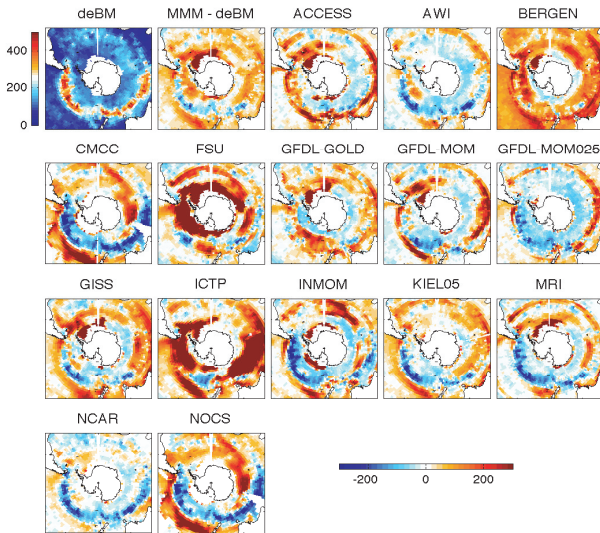 deBM MMM - deBM ACCESS AWI BERGEN
400
200
0
CMCC FSU GFDL GOLD GFDL MOM GFDL MOM025
GISS ICTP INMOM KIEL05 MRI
NCAR NOCS
-200 0 200